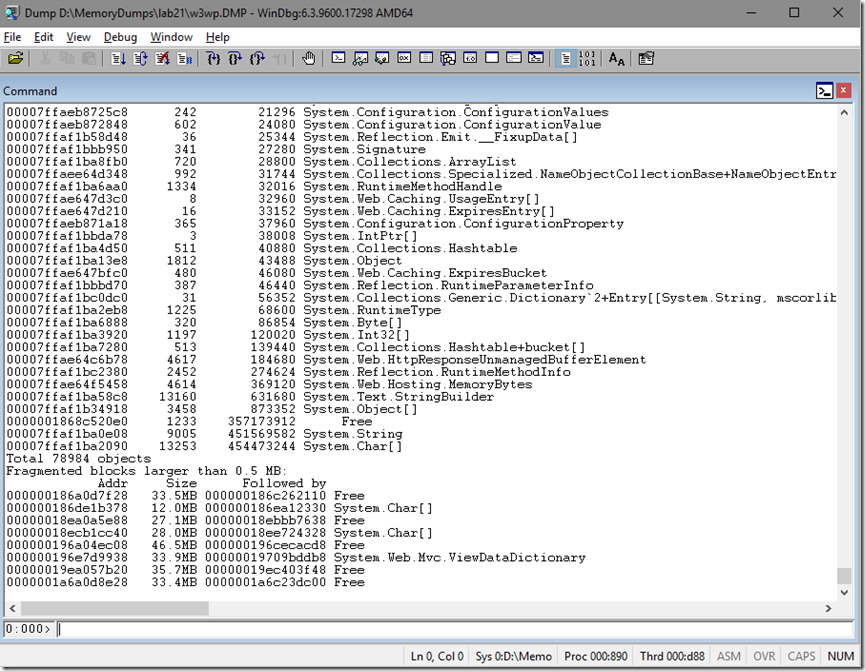 Dump D:\MemoryDumps\lab21\w3wp.DMP - WinDbg:6.3.9600.17298 AMD64
File Edit View Debug Window Help
Command
00007ffaeb8725c8 242 21296 System.Configuration.ConfigurationValues
00007ffaeb872848 602 24080 System.Configuration.ConfigurationValue
00007ffaf1b58d48 36 25344 System.Reflection.Emit.__FixupData[]
00007ffaf1bbb950 341 27280 System.Signature
00007ffaf1ba8fb0 720 28800 System.Collections.ArrayList
00007ffaee64d348 992 31744 System.Collections.Specialized.NameObjectCollectionBase+NameObjectEntr
00007ffaf1ba6aa0 1334 32016 System.RuntimeMethodHandle
00007ffae647d3c0 8 32960 System.Web.Caching.UsageEntry[]
00007ffae647d210 16 33152 System.Web.Caching.ExpiresEntry[]
00007ffaeb871a18 365 37960 System.Configuration.ConfigurationProperty
00007ffaf1bbda78 3 38008 System.IntPtr[]
00007ffaf1ba4d50 511 40880 System.Collections.Hashtable
00007ffaf1ba13e8 1812 43488 System.Object
00007ffae647bfc0 480 46080 System.Web.Caching.ExpiresBucket
00007ffaf1bbbd70 387 46440 System.Reflection.RuntimeParameterInfo
00007ffaf1bc0dc0 31 56352 System.Collections.Generic.Dictionary`2+Entry[[System.String, mscorlib
00007ffaf1ba2eb8 1225 68600 System.RuntimeType
00007ffaf1ba6888 320 86854 System.Byte[]
00007ffaf1ba3920 1197 120020 System.Int32[]
00007ffaf1ba7280 513 139440 System.Collections.Hashtable+bucket[]
00007ffae64c6b78 4617 184680 System.Web.HttpResponseUnmanagedBufferElement
00007ffaf1bc2380 2452 274624 System.Reflection.RuntimeMethodInfo
00007ffae64f5458 4614 369120 System.Web.Hosting.MemoryBytes
00007ffaf1ba58c8 13160 631680 System.Text.StringBuilder
00007ffaf1b34918 3458 873352 System.Object[]
0000001868c520e0 1233 357173912 Free
00007ffaf1ba0e08 9005 451569582 System.String
00007ffaf1ba2090 13253 454473244 System.Char[]
Total 78984 objects
Fragmented blocks larger than 0.5 MB:
Addr Size Followed by
000000186a0d7f28 33.5MB 000000186c262110 Free
000000186de1b378 12.0MB 000000186ea12330 System.Char[]
00000018ea0a5e88 27.1MB 00000018ebbb7638 Free
00000018ecb1cc40 28.0MB 00000018ee724328 System.Char[]
000000196a04ec08 46.5MB 000000196cecacd8 Free
000000196e7d9938 33.9MB 00000019709bddb8 System.Web.Mvc.ViewDataDictionary
00000019ea057b20 35.7MB 00000019ec403f48 Free
0000001a6a0d8e28 33.4MB 0000001a6c23dc00 Free
0:000>
Ln 0, Col 0 Sys 0:D:\Memo Proc 000:890 Thrd 000:d88 ASM OVR CAPS NUM